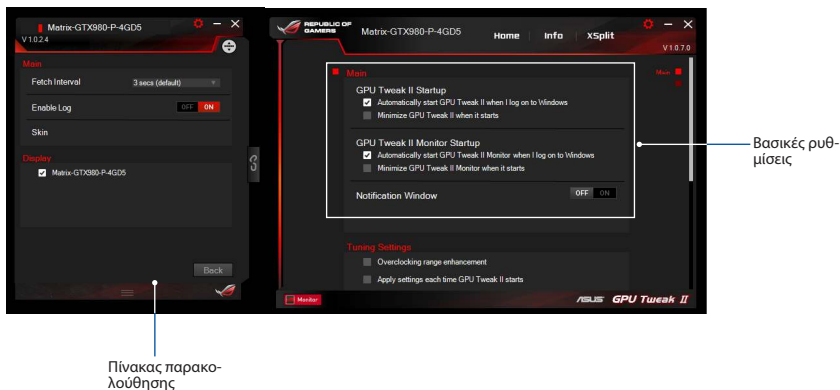 Matrix-GTX980-P-4GD5
V 1.0.2.4
Main
Fetch Interval 3 secs (default)
Enable Log OFF ON
Skin
Display
Matrix-GTX980-P-4GD5
Back
REPUBLIC OF
GAMERS
Matrix-GTX980-P-4GD5 Home Info XSplit
V 1.0.7.0
Main
Main
GPU Tweak II Startup
Automatically start GPU Tweak II when I log on to Windows
Minimize GPU Tweak II when it starts
GPU Tweak II Monitor Startup
Automatically start GPU Tweak II Monitor when I log on to Windows
Minimize GPU Tweak II Monitor when it starts
Notification Window OFF ON
Tuning Settings
Overclocking range enhancement
Apply settings each time GPU Tweak II starts
Monitor
ASUS GPU Tweak II
Βασικές ρυθ-
μίσεις
Πίνακας παρακο-
λούθησης